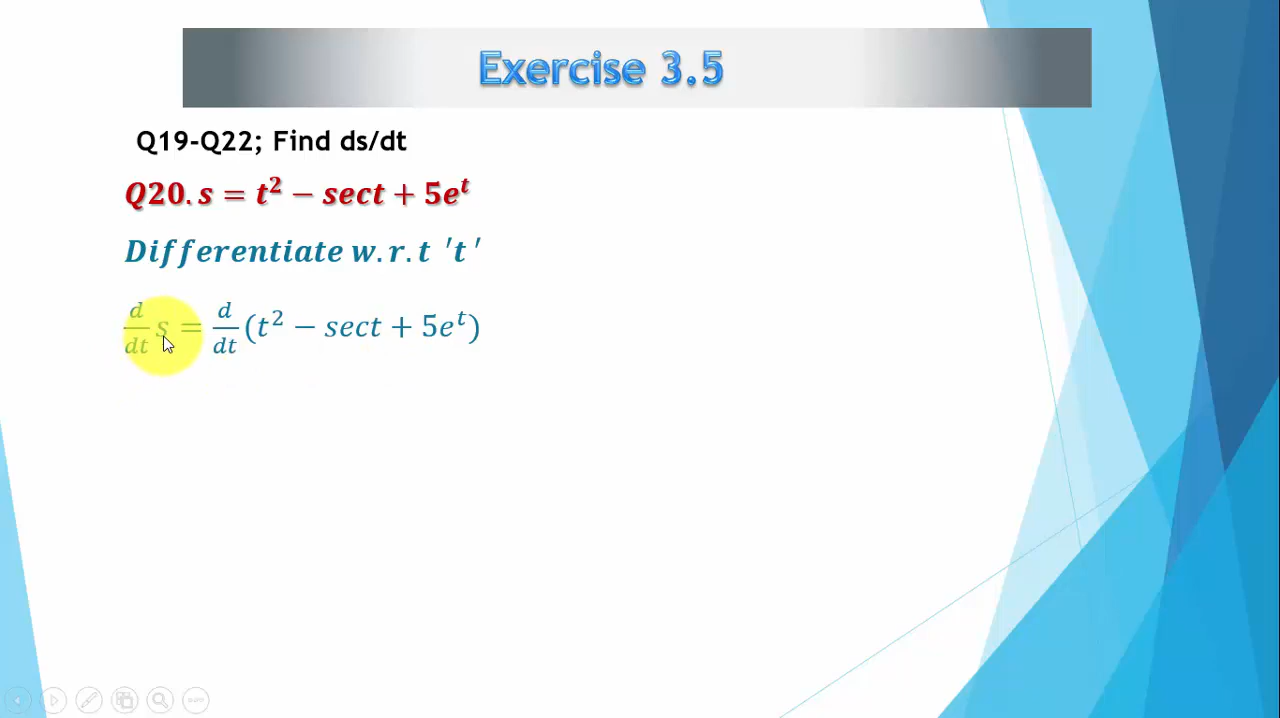 Exercise 3.5
Q19-Q22; Find ds/dt
Q20. s = t² − sect + 5eᵗ
Differentiate w.r.t 't'
d/dt s = d/dt (t² − sect + 5eᵗ)